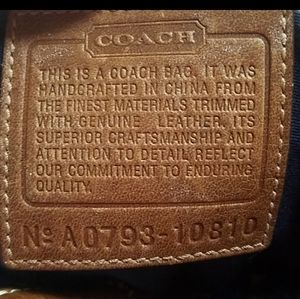 COACH
THIS IS A COACH BAG. IT WAS
HANDCRAFTED IN CHINA FROM
THE FINEST MATERIALS TRIMMED
WITH GENUINE LEATHER, ITS
SUPERIOR CRAFTSMANSHIP AND
ATTENTION TO DETAIL REFLECT
OUR COMMITMENT TO ENDURING
QUALITY.
No A0793-10810